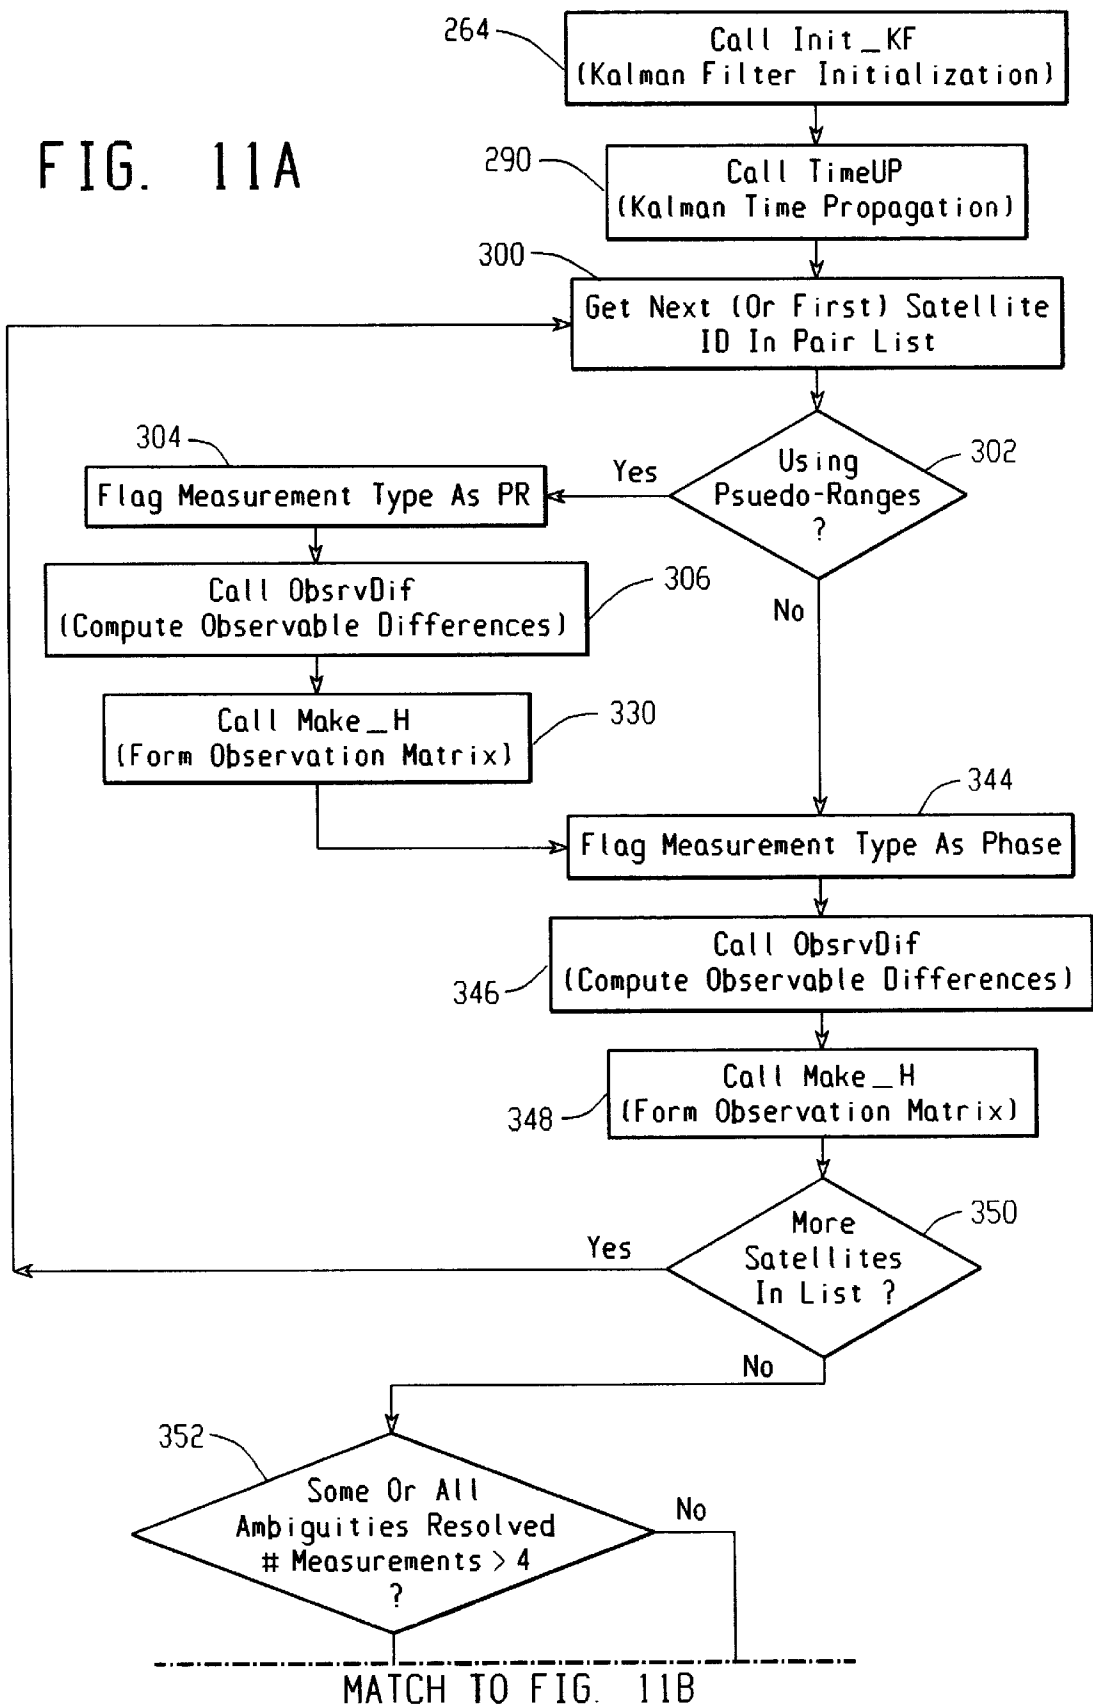 264
Call Init_KF
(Kalman Filter Initialization)
FIG. 11A
290
Call TimeUP
(Kalman Time Propagation)
300
Get Next (Or First) Satellite
ID In Pair List
304
Flag Measurement Type As PR
Yes
Using
Psuedo-Ranges
?
302
Call ObsrvDif
(Compute Observable Differences)
306
No
Call Make_H
(Form Observation Matrix)
330
344
Flag Measurement Type As Phase
Call ObsrvDif
(Compute Observable Differences)
346
Call Make_H
(Form Observation Matrix)
348
More
Satellites
In List ?
350
Yes
No
352
Some Or All
Ambiguities Resolved
# Measurements > 4
?
No
MATCH TO FIG. 11B